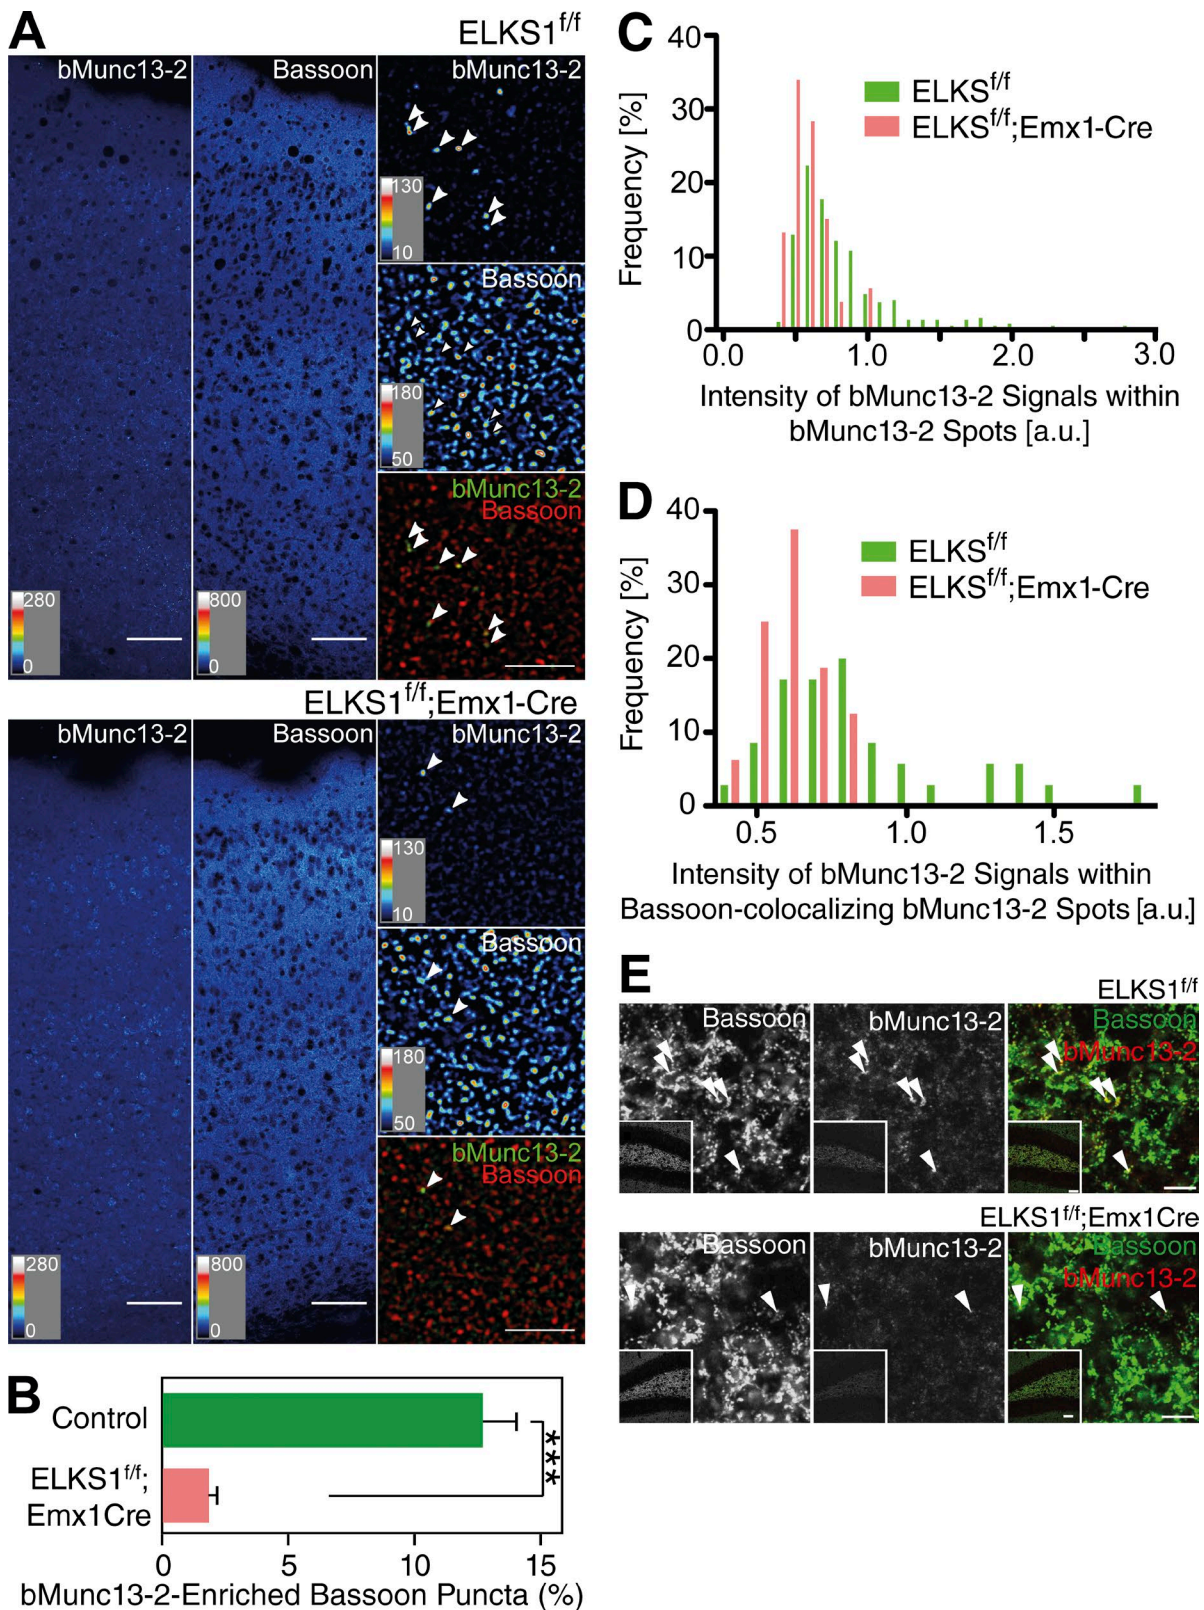 A
ELKS1f/f
bMunc13-2
Bassoon
bMunc13-2
130
10
Bassoon
180
50
bMunc13-2
Bassoon
280
0
800
0
ELKS1f/f;Emx1-Cre
bMunc13-2
Bassoon
bMunc13-2
130
10
Bassoon
180
50
bMunc13-2
Bassoon
280
0
800
0
B
Control
ELKS1f/f;
Emx1Cre
***
0 5 10 15
bMunc13-2-Enriched Bassoon Puncta (%)
C
40
30
20
10
0
Frequency [%]
ELKSf/f
ELKSf/f;Emx1-Cre
0.0 1.0 2.0 3.0
Intensity of bMunc13-2 Signals within
bMunc13-2 Spots [a.u.]
D
40
30
20
10
0
Frequency [%]
ELKSf/f
ELKSf/f;Emx1-Cre
0.5 1.0 1.5
Intensity of bMunc13-2 Signals within
Bassoon-colocalizing bMunc13-2 Spots [a.u.]
E
ELKS1f/f
Bassoon
bMunc13-2
Bassoon
bMunc13-2
ELKS1f/f;Emx1Cre
Bassoon
bMunc13-2
Bassoon
bMunc13-2